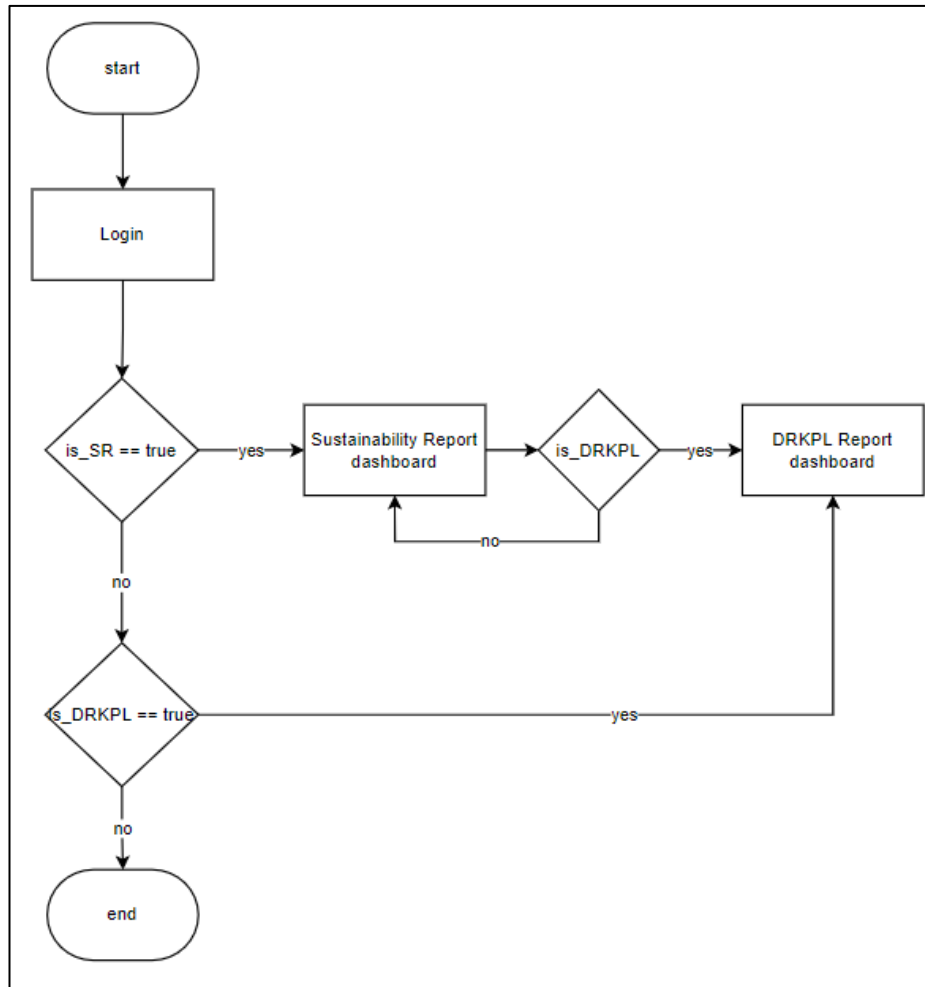 start
Login
is_SR == true
yes
Sustainability Report
dashboard
is_DRKPL
yes
DRKPL Report
dashboard
no
no
is_DRKPL == true
yes
no
end